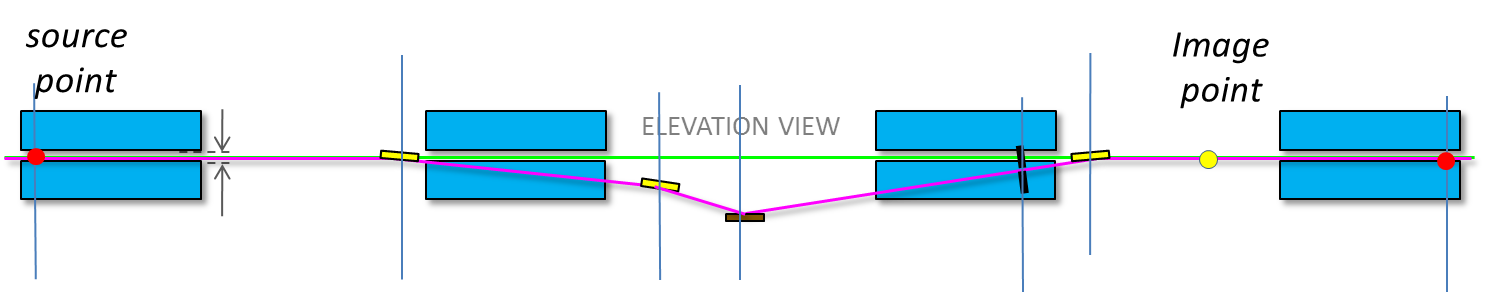 source
point
ELEVATION VIEW
Image
point